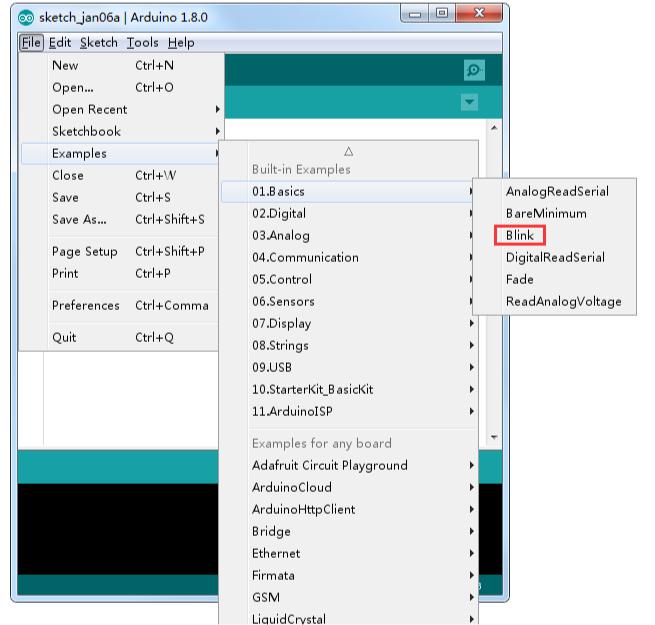 sketch_jan06a | Arduino 1.8.0
File Edit Sketch Tools Help
New Ctrl+N
Open... Ctrl+O
Open Recent
Sketchbook
Examples
Close Ctrl+W
Save Ctrl+S
Save As... Ctrl+Shift+S
Page Setup Ctrl+Shift+P
Print Ctrl+P
Preferences Ctrl+Comma
Quit Ctrl+Q
Built-in Examples
01.Basics
02.Digital
03.Analog
04.Communication
05.Control
06.Sensors
07.Display
08.Strings
09.USB
10.StarterKit_BasicKit
11.ArduinoISP
Examples for any board
Adafruit Circuit Playground
ArduinoCloud
ArduinoHttpClient
Bridge
Ethernet
Firmata
GSM
LiquidCrystal
AnalogReadSerial
BareMinimum
Blink
DigitalReadSerial
Fade
ReadAnalogVoltage